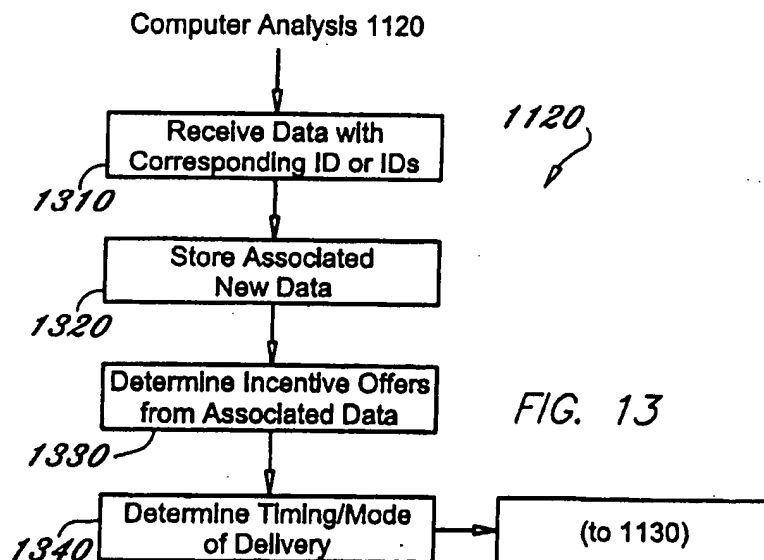 Computer Analysis 1120
1120
Receive Data with
Corresponding ID or IDs
1310
Store Associated
New Data
1320
Determine Incentive Offers
from Associated Data
1330
FIG. 13
Determine Timing/Mode
of Delivery
1340
(to 1130)